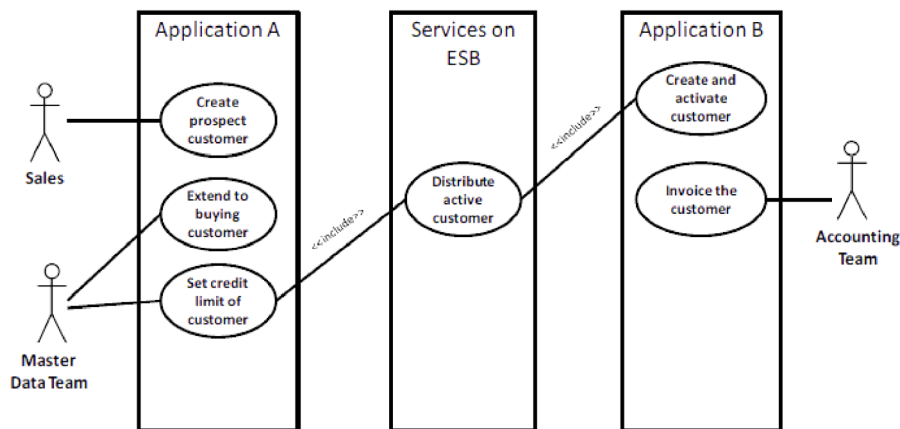 Application A
Services on
ESB
Application B
Create
prospect
customer
Sales
Extend to
buying
customer
Set credit
limit of
customer
Master
Data Team
<<include>>
Distribute
active
customer
<<include>>
Create and
activate
customer
Invoice the
customer
Accounting
Team